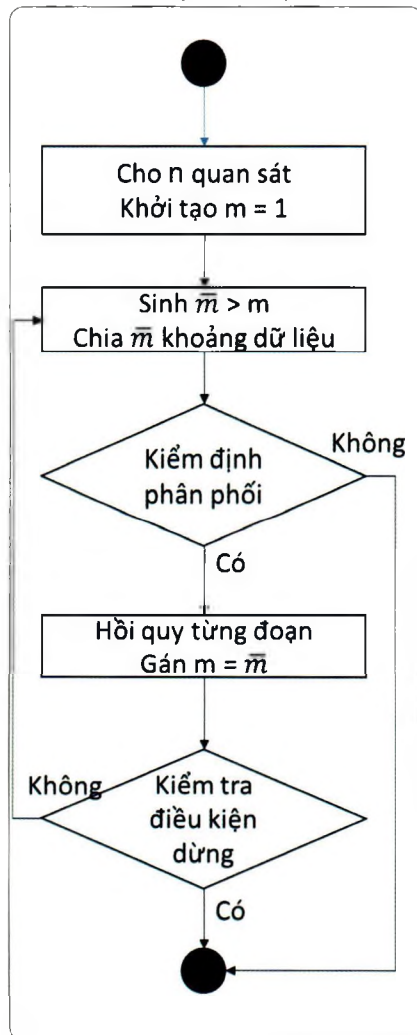 Cho n quan sát
Khởi tạo m = 1
Sinh m̅ > m
Chia m̅ khoảng dữ liệu
Kiểm định
phân phối
Không
Có
Hồi quy từng đoạn
Gán m = m̅
Không
Kiểm tra
điều kiện
dừng
Có